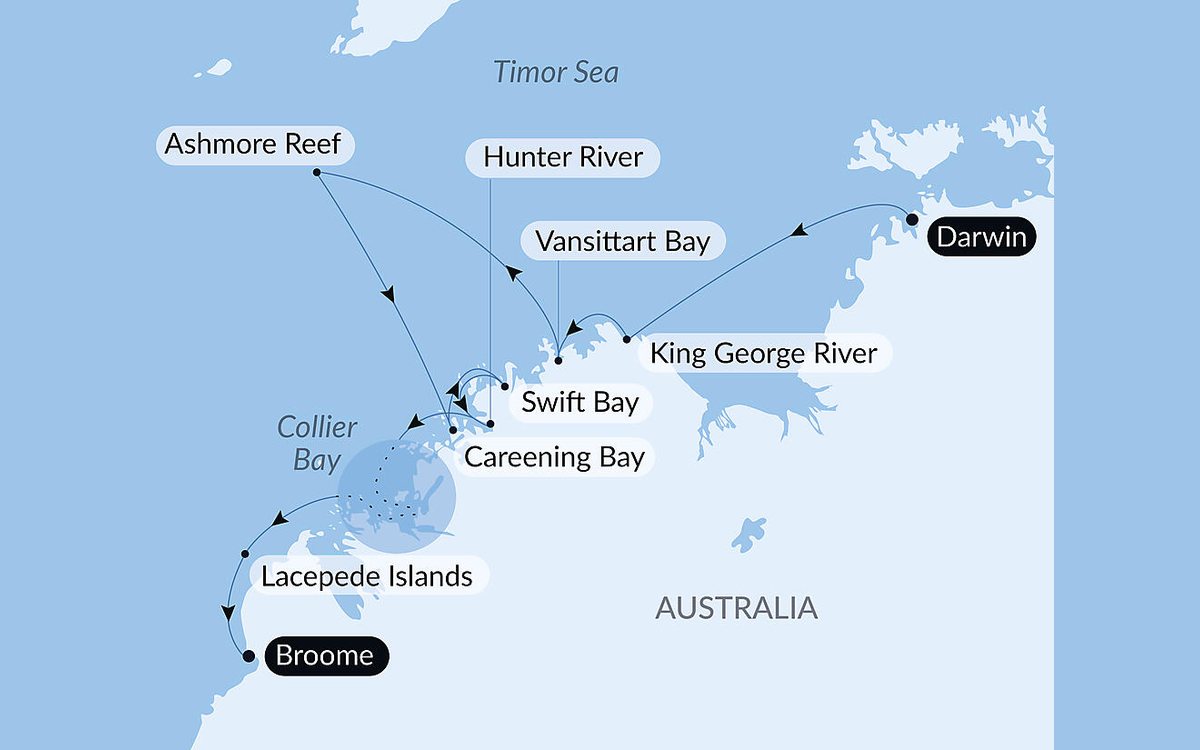 Timor Sea
Ashmore Reef
Hunter River
Vansittart Bay
Darwin
King George River
Swift Bay
Collier
Bay
Careening Bay
Lacepede Islands
AUSTRALIA
Broome